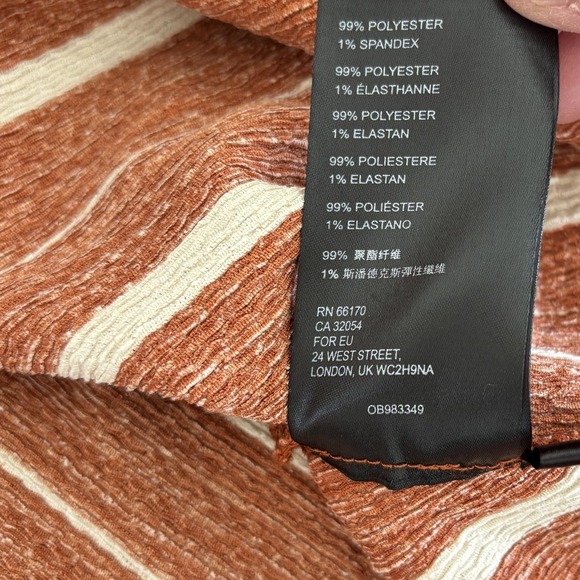 99% POLYESTER
1% SPANDEX
99% POLYESTER
1% ÉLASTHANNE
99% POLYESTER
1% ELASTAN
99% POLIESTERE
1% ELASTAN
99% POLIÉSTER
1% ELASTANO
99% 聚酯纤维
1% 斯潘德克斯彈性纖维
RN 66170
CA 32054
FOR EU
24 WEST STREET,
LONDON, UK WC2H9NA
OB983349